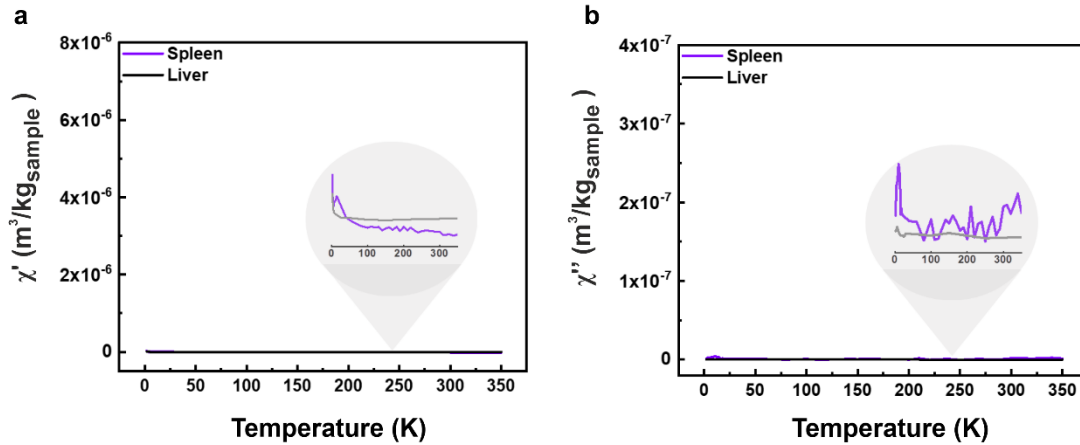 a
8x10⁻⁶
6x10⁻⁶
4x10⁻⁶
2x10⁻⁶
0
χ' (m³/kgsample)
Spleen
Liver
0 100 200 300
0 50 100 150 200 250 300 350
Temperature (K)
b
4x10⁻⁷
3x10⁻⁷
2x10⁻⁷
1x10⁻⁷
0
χ'' (m³/kgsample)
Spleen
Liver
0 100 200 300
0 50 100 150 200 250 300 350
Temperature (K)